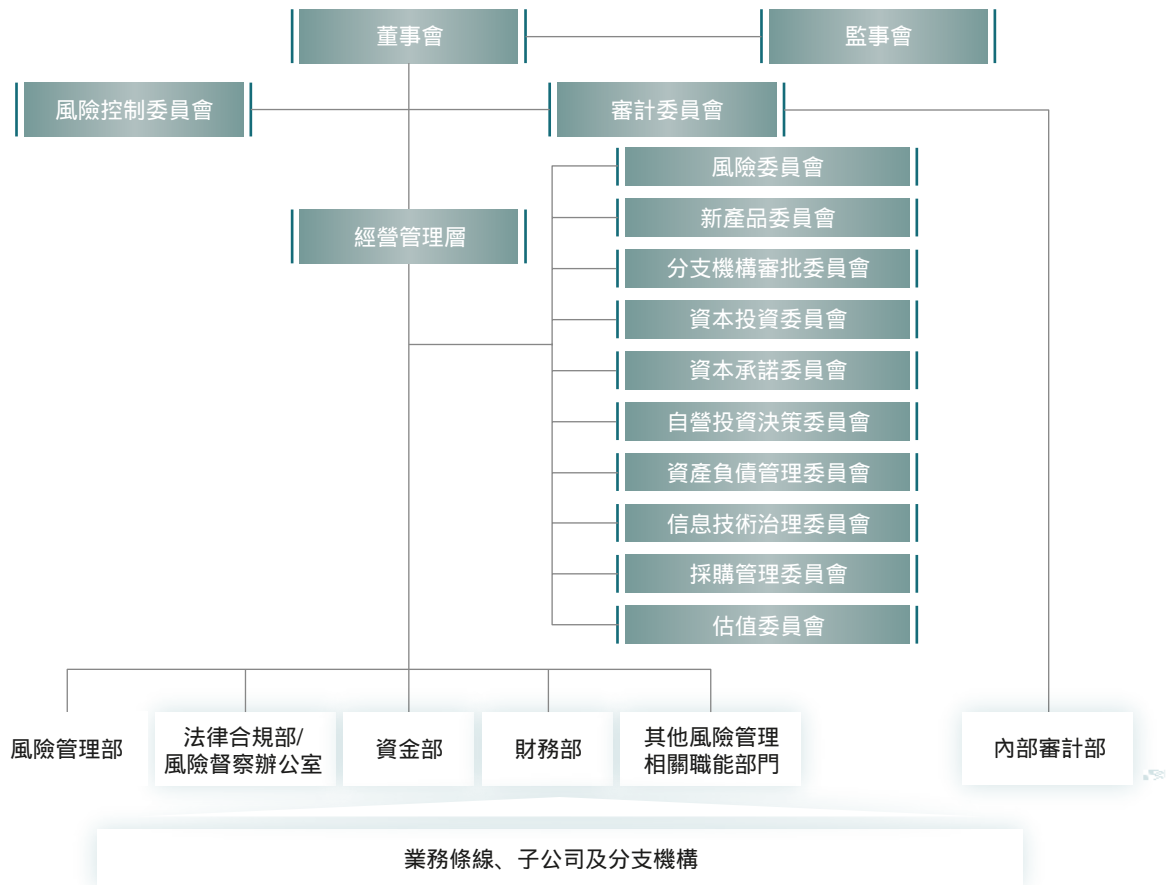 董事會
監事會
風險控制委員會
審計委員會
風險委員會
新產品委員會
經營管理層
分支機構審批委員會
資本投資委員會
資本承諾委員會
自營投資決策委員會
資產負債管理委員會
信息技術治理委員會
採購管理委員會
估值委員會
風險管理部
法律合規部/
風險督察辦公室
資金部
財務部
其他風險管理
相關職能部門
內部審計部
業務條線、子公司及分支機構